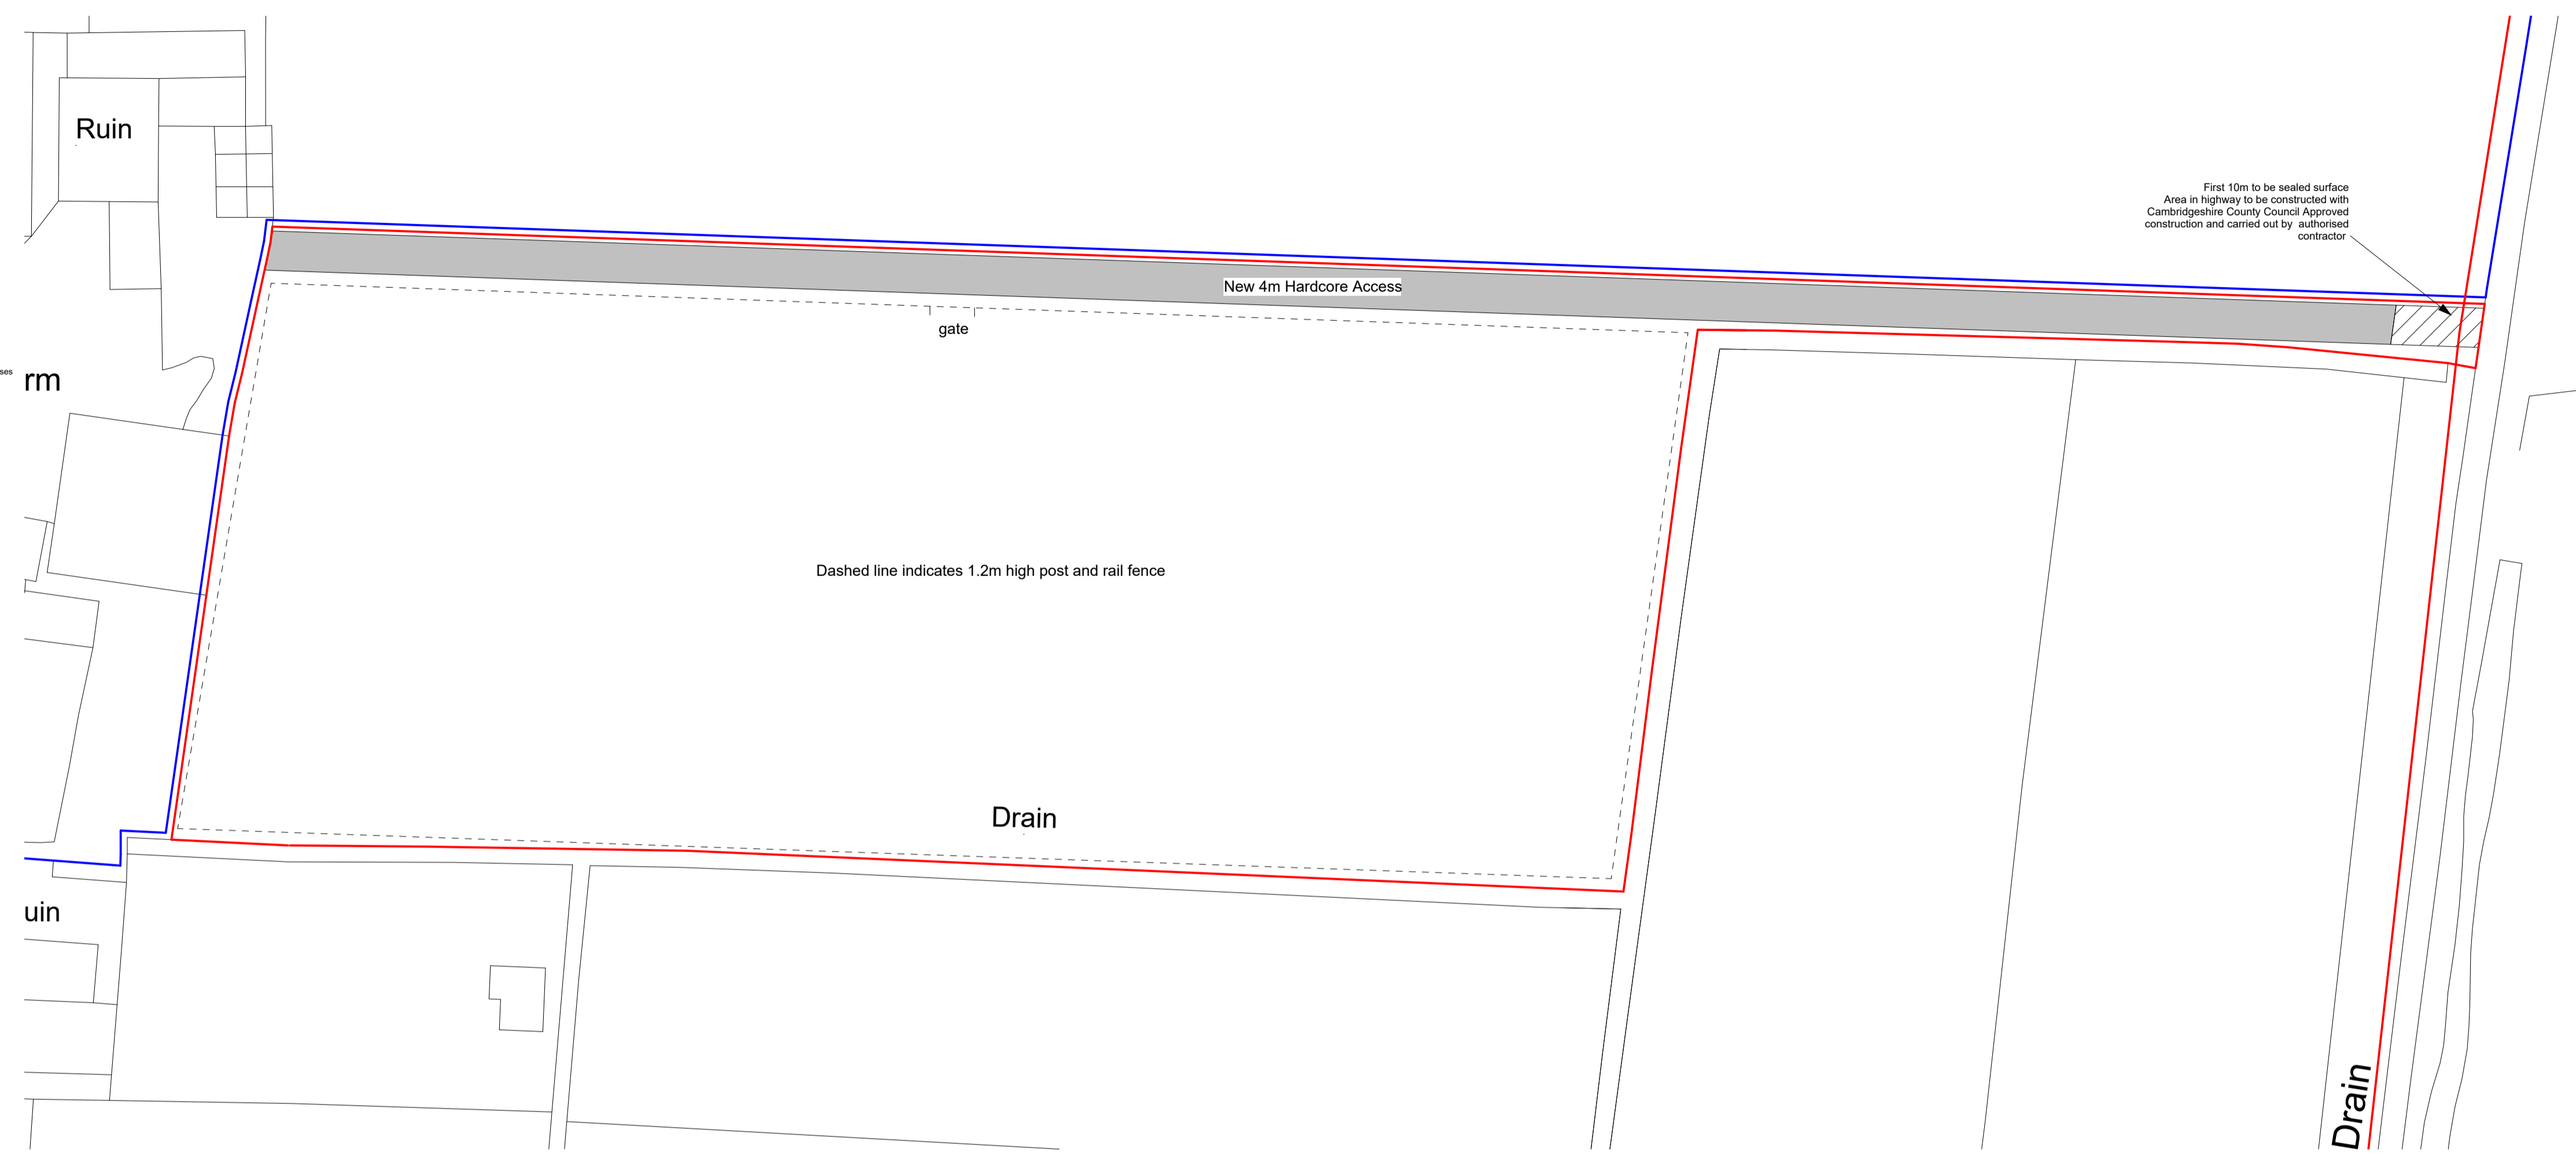 Ruin
First 10m to be sealed surface
Area in highway to be constructed with
Cambridgeshire County Council Approved
construction and carried out by authorised
contractor
New 4m Hardcore Access
gate
ses
rm
Dashed line indicates 1.2m high post and rail fence
Drain
uin
Drain